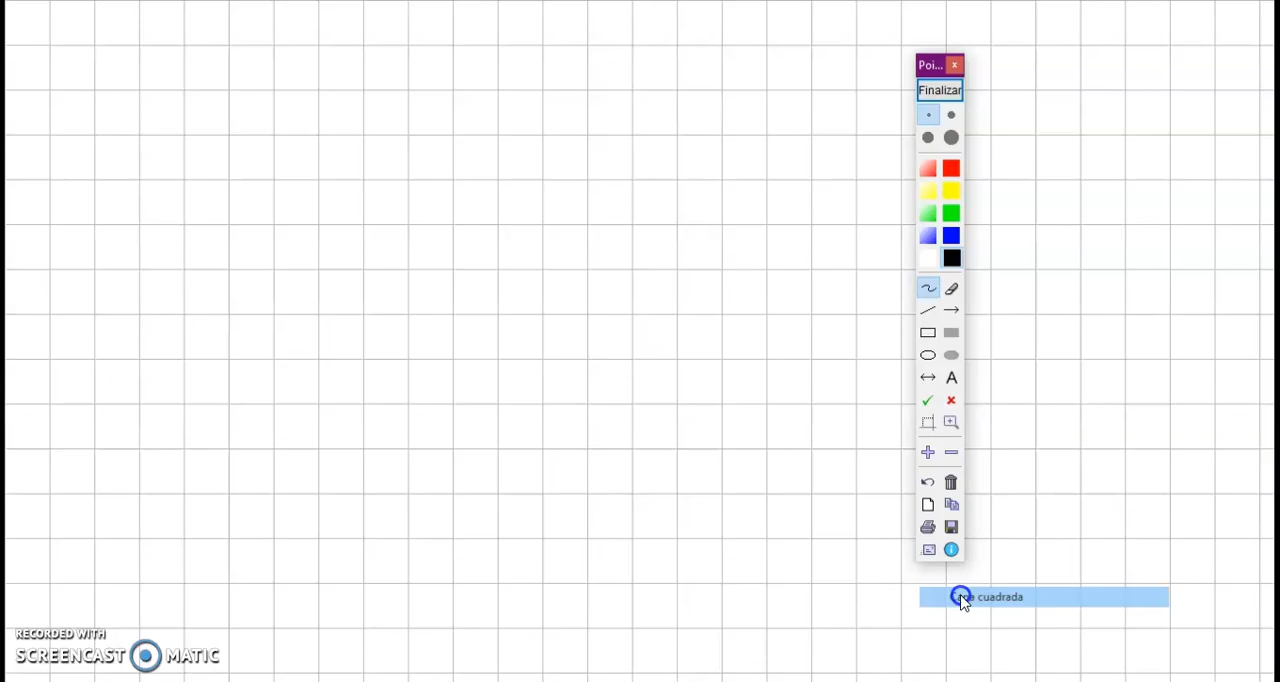 Poi...
x
Finalizar
A
cuadrada
RECORDED WITH
SCREENCAST MATIC